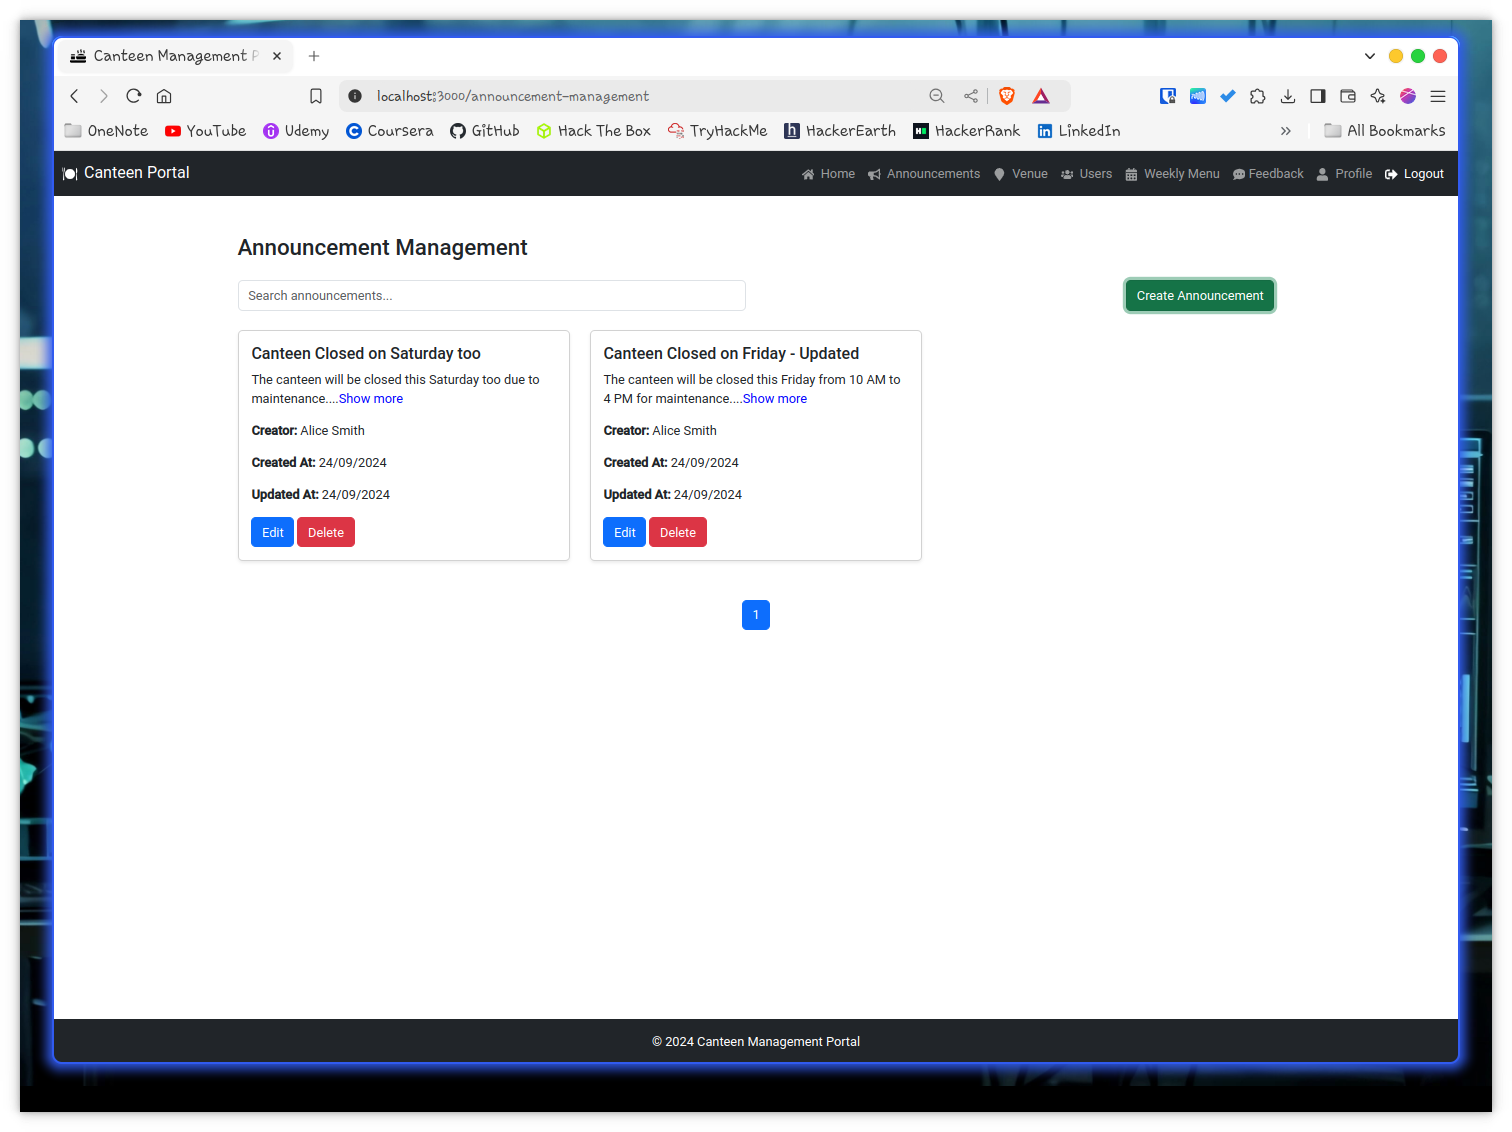 Canteen Management P
localhost:3000/announcement-management
OneNote YouTube Udemy Coursera GitHub Hack The Box TryHackMe HackerEarth HackerRank LinkedIn » All Bookmarks
Canteen Portal Home Announcements Venue Users Weekly Menu Feedback Profile Logout
Announcement Management
Search announcements... Create Announcement
Canteen Closed on Saturday too
The canteen will be closed this Saturday too due to
maintenance....Show more
Creator: Alice Smith
Created At: 24/09/2024
Updated At: 24/09/2024
Edit Delete
Canteen Closed on Friday - Updated
The canteen will be closed this Friday from 10 AM to
4 PM for maintenance....Show more
Creator: Alice Smith
Created At: 24/09/2024
Updated At: 24/09/2024
Edit Delete
1
© 2024 Canteen Management Portal